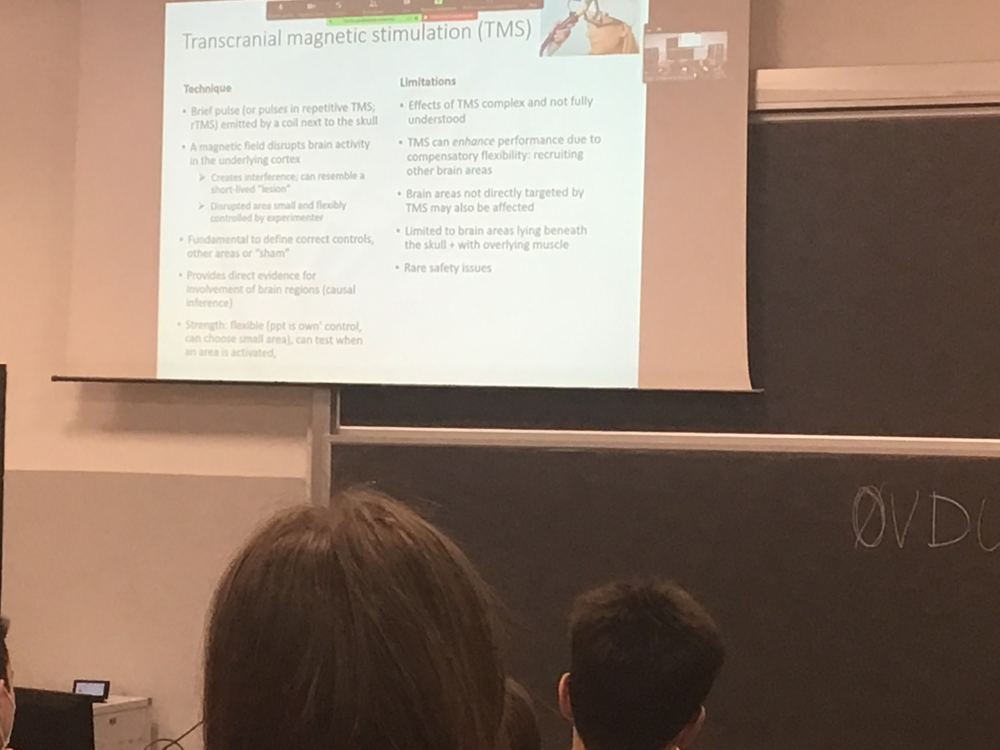 Transcranial magnetic stimulation (TMS)
Technique
• Brief pulse (or pulses in repetitive TMS;
rTMS) emitted by a coil next to the skull
• A magnetic field disrupts brain activity
in the underlying cortex
➢ Creates interference; can resemble a
short-lived "lesion"
➢ Disrupted area small and flexibly
controlled by experimenter
• Fundamental to define correct controls,
other areas or "sham"
• Provides direct evidence for
involvement of brain regions (causal
inference)
• Strength: flexible (ppt is own' control,
can choose small area), can test when
an area is activated,
Limitations
• Effects of TMS complex and not fully
understood
• TMS can enhance performance due to
compensatory flexibility: recruiting
other brain areas
• Brain areas not directly targeted by
TMS may also be affected
• Limited to brain areas lying beneath
the skull + with overlying muscle
• Rare safety issues